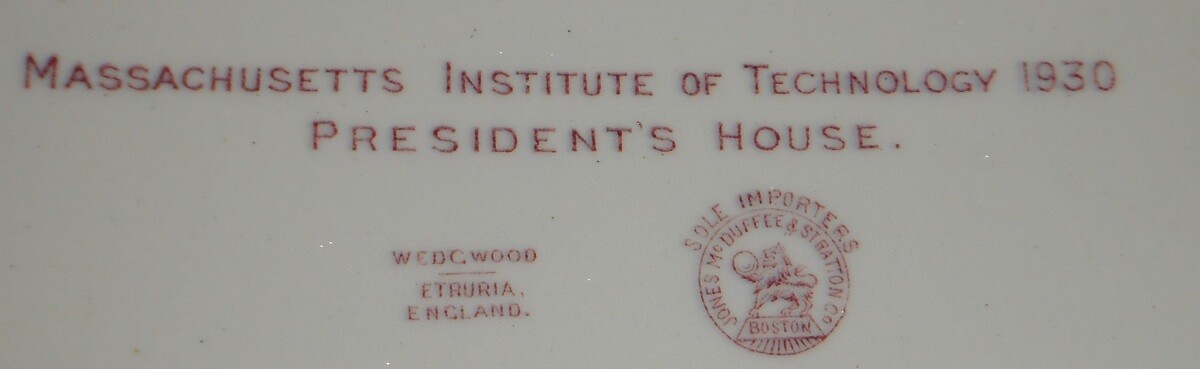 MASSACHUSETTS INSTITUTE OF TECHNOLOGY 1930
PRESIDENT'S HOUSE.
WEDGWOOD
ETRURIA.
ENGLAND.
SOLE IMPORTERS
JONES McDUFFEE & STRATTON Co
BOSTON